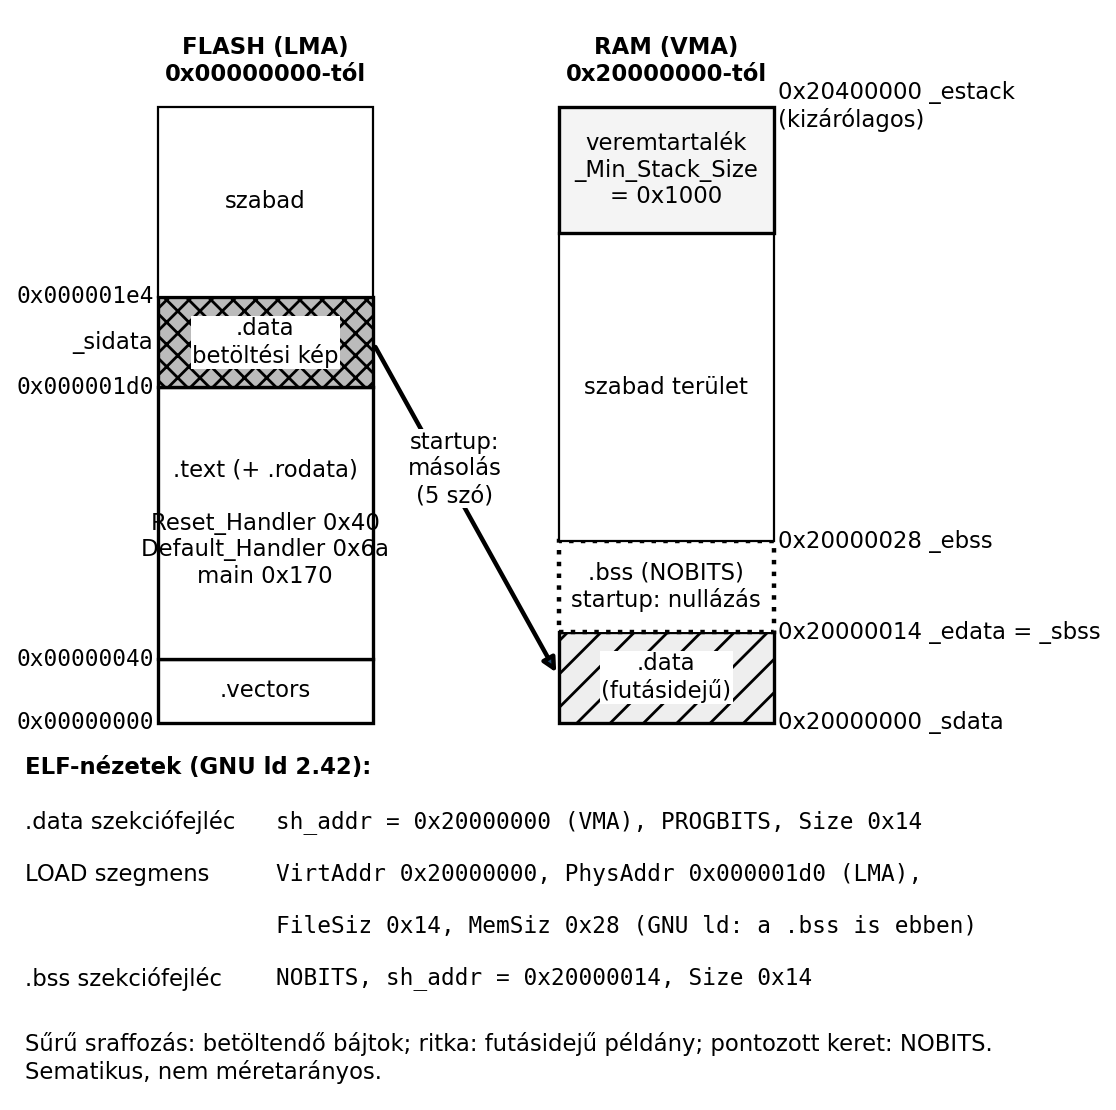 FLASH (LMA)
0x00000000-tól
szabad
0x000001e4
_sidata
0x000001d0
.data
betöltési kép
.text (+ .rodata)
Reset_Handler 0x40
Default_Handler 0x6a
main 0x170
0x00000040
.vectors
0x00000000
startup:
másolás
(5 szó)
RAM (VMA)
0x20000000-tól
0x20400000 _estack
(kizárólagos)
veremtartalék
_Min_Stack_Size
= 0x1000
szabad terület
0x20000028 _ebss
.bss (NOBITS)
startup: nullázás
0x20000014 _edata = _sbss
.data
(futásidejű)
0x20000000 _sdata
ELF-nézetek (GNU ld 2.42):
.data szekciófejléc sh_addr = 0x20000000 (VMA), PROGBITS, Size 0x14
LOAD szegmens VirtAddr 0x20000000, PhysAddr 0x000001d0 (LMA),
FileSiz 0x14, MemSiz 0x28 (GNU ld: a .bss is ebben)
.bss szekciófejléc NOBITS, sh_addr = 0x20000014, Size 0x14
Sűrű sraffozás: betöltendő bájtok; ritka: futásidejű példány; pontozott keret: NOBITS.
Sematikus, nem méretarányos.